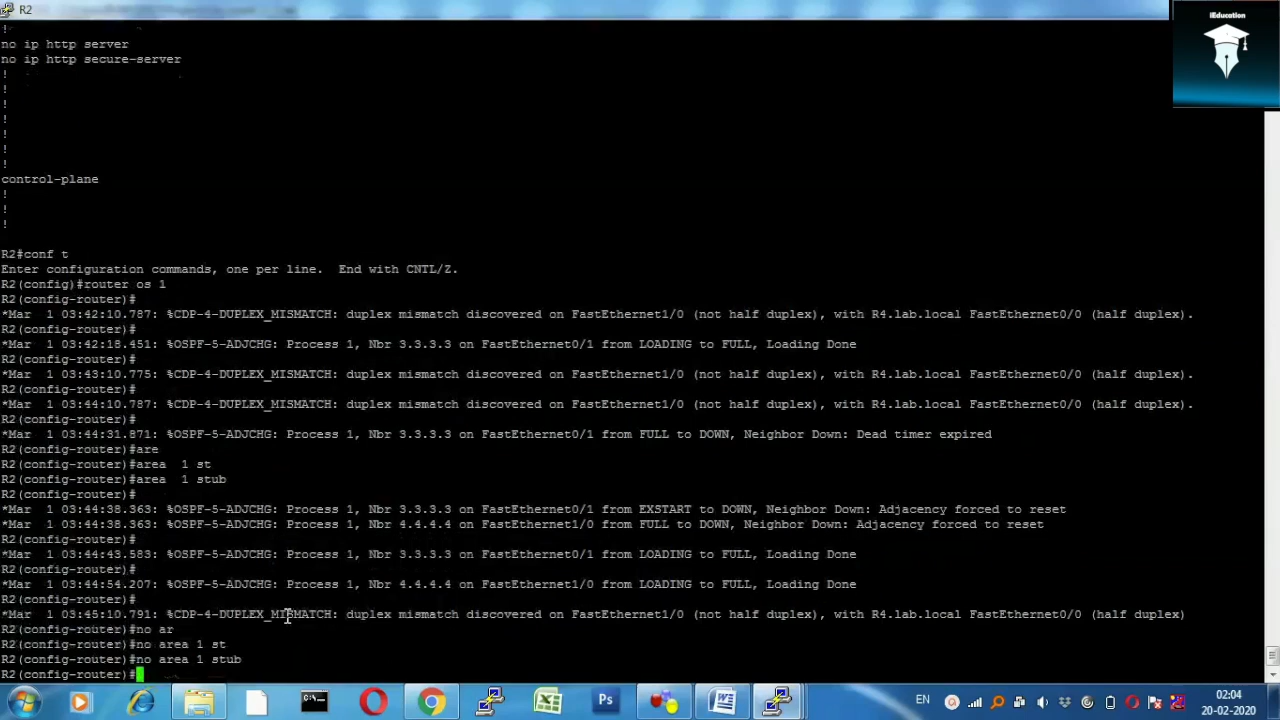 R2
iEducation
!
no ip http server
no ip http secure-server
!
!
!
!
!
!
!
control-plane
!
!
!
R2#conf t
Enter configuration commands, one per line.  End with CNTL/Z.
R2(config)#router os 1
R2(config-router)#
*Mar  1 03:42:10.787: %CDP-4-DUPLEX_MISMATCH: duplex mismatch discovered on FastEthernet1/0 (not half duplex), with R4.lab.local FastEthernet0/0 (half duplex).
R2(config-router)#
*Mar  1 03:42:18.451: %OSPF-5-ADJCHG: Process 1, Nbr 3.3.3.3 on FastEthernet0/1 from LOADING to FULL, Loading Done
R2(config-router)#
*Mar  1 03:43:10.775: %CDP-4-DUPLEX_MISMATCH: duplex mismatch discovered on FastEthernet1/0 (not half duplex), with R4.lab.local FastEthernet0/0 (half duplex).
R2(config-router)#
*Mar  1 03:44:10.787: %CDP-4-DUPLEX_MISMATCH: duplex mismatch discovered on FastEthernet1/0 (not half duplex), with R4.lab.local FastEthernet0/0 (half duplex).
R2(config-router)#
*Mar  1 03:44:31.871: %OSPF-5-ADJCHG: Process 1, Nbr 3.3.3.3 on FastEthernet0/1 from FULL to DOWN, Neighbor Down: Dead timer expired
R2(config-router)#are
R2(config-router)#area  1 st
R2(config-router)#area  1 stub
R2(config-router)#
*Mar  1 03:44:38.363: %OSPF-5-ADJCHG: Process 1, Nbr 3.3.3.3 on FastEthernet0/1 from EXSTART to DOWN, Neighbor Down: Adjacency forced to reset
*Mar  1 03:44:38.363: %OSPF-5-ADJCHG: Process 1, Nbr 4.4.4.4 on FastEthernet1/0 from FULL to DOWN, Neighbor Down: Adjacency forced to reset
R2(config-router)#
*Mar  1 03:44:43.583: %OSPF-5-ADJCHG: Process 1, Nbr 3.3.3.3 on FastEthernet0/1 from LOADING to FULL, Loading Done
R2(config-router)#
*Mar  1 03:44:54.207: %OSPF-5-ADJCHG: Process 1, Nbr 4.4.4.4 on FastEthernet1/0 from LOADING to FULL, Loading Done
R2(config-router)#
*Mar  1 03:45:10.791: %CDP-4-DUPLEX_MISMATCH: duplex mismatch discovered on FastEthernet1/0 (not half duplex), with R4.lab.local FastEthernet0/0 (half duplex)
R2(config-router)#no ar
R2(config-router)#no area 1 st
R2(config-router)#no area 1 stub
R2(config-router)#
C:\
Ps
EN
02:04
20-02-2020